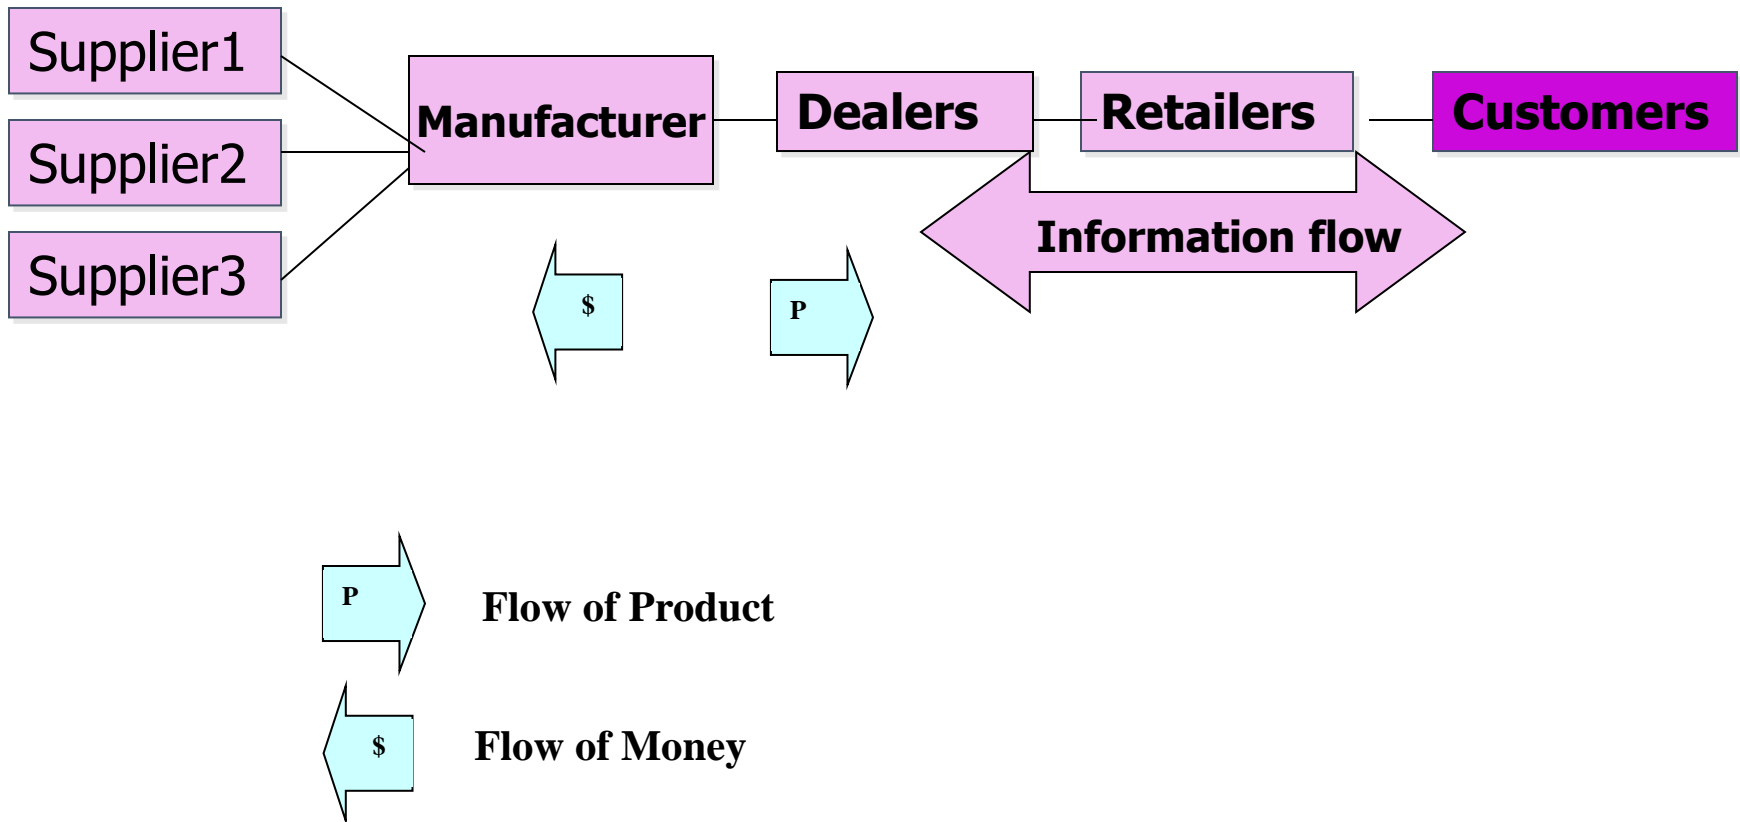 Supplier1
Supplier2
Supplier3
Manufacturer
Dealers
Retailers
Customers
Information flow
$
P
P
Flow of Product
$
Flow of Money